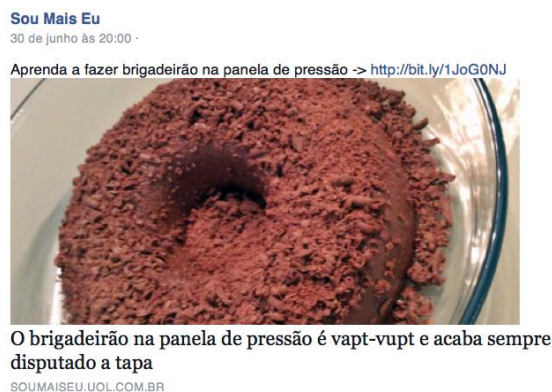 Sou Mais Eu
30 de junho às 20:00 ·
Aprenda a fazer brigadeirão na panela de pressão -> http://bit.ly/1JoG0NJ
O brigadeirão na panela de pressão é vapt-vupt e acaba sempre
disputado a tapa
SOUMAISEU.UOL.COM.BR